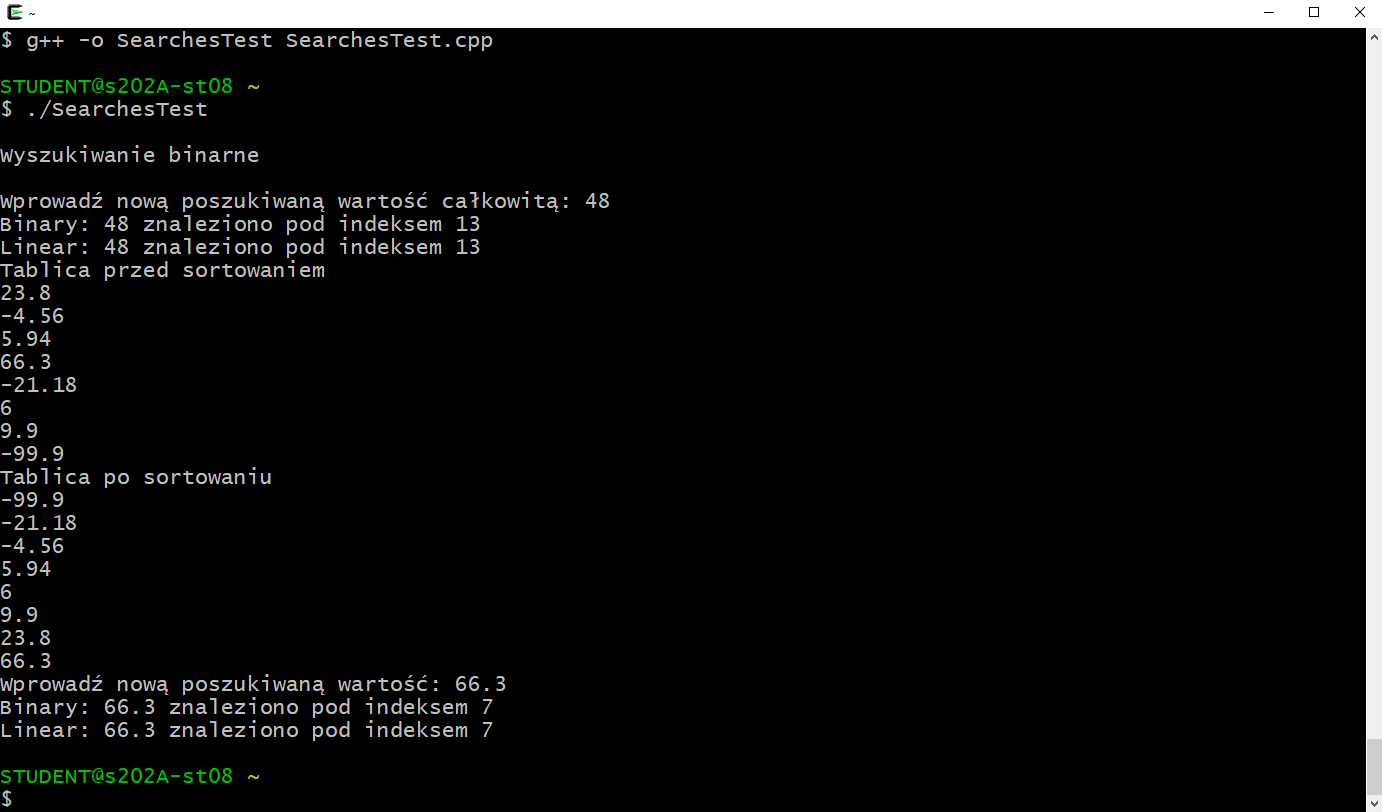 ~
$ g++ -o SearchesTest SearchesTest.cpp
STUDENT@s202A-st08 ~
$ ./SearchesTest
Wyszukiwanie binarne
Wprowadź nową poszukiwaną wartość całkowitą: 48
Binary: 48 znaleziono pod indeksem 13
Linear: 48 znaleziono pod indeksem 13
Tablica przed sortowaniem
23.8
-4.56
5.94
66.3
-21.18
6
9.9
-99.9
Tablica po sortowaniu
-99.9
-21.18
-4.56
5.94
6
9.9
23.8
66.3
Wprowadź nową poszukiwaną wartość: 66.3
Binary: 66.3 znaleziono pod indeksem 7
Linear: 66.3 znaleziono pod indeksem 7
STUDENT@s202A-st08 ~
$